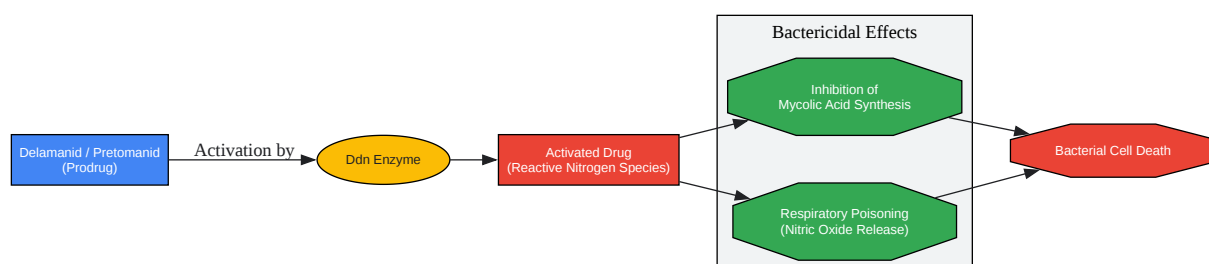 Delamanid / Pretomanid
(Prodrug)
Activation by
Ddn Enzyme
Activated Drug
(Reactive Nitrogen Species)
Bactericidal Effects
Inhibition of
Mycolic Acid Synthesis
Respiratory Poisoning
(Nitric Oxide Release)
Bacterial Cell Death